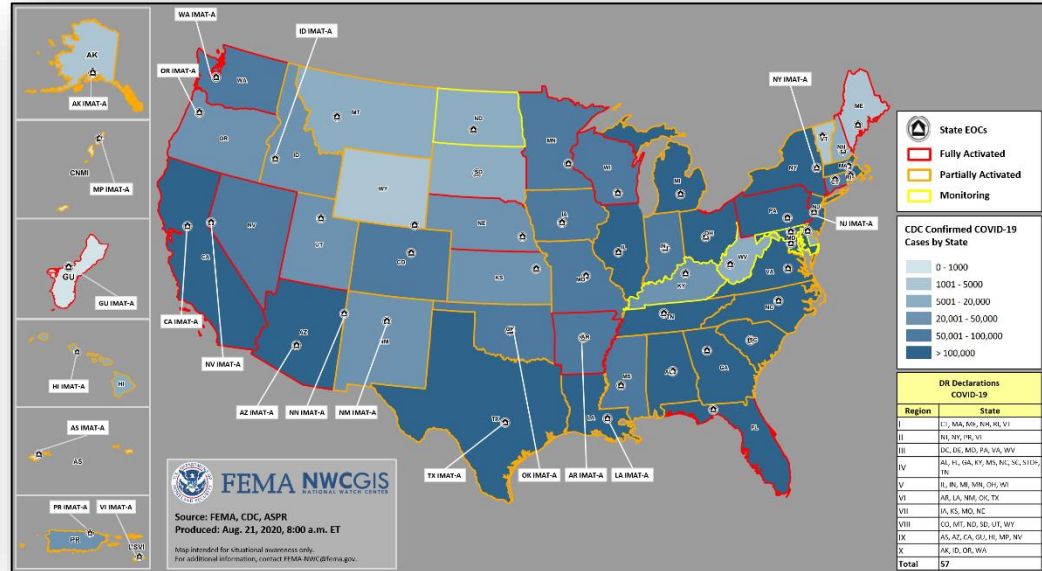 WA IMAT-A
ID IMAT-A
OR IMAT-A
NY IMAT-A
AK
AK IMAT-A
CNMI
MP IMAT-A
GU
GU IMAT-A
HI IMAT-A
HI
AS IMAT-A
AS
PR IMAT-A
VI IMAT-A
PR
USVI
WA
OR
MT
ID
ND
SD
WY
MN
WI
MI
ME
VT
NH
NY
MA
CT
RI
PA
NJ
NJ IMAT-A
NE
IA
IL
IN
OH
MD
WV
VA
KY
NV
UT
CO
KS
MO
CA
CA IMAT-A
NV IMAT-A
AZ
NM
OK
AR
TN
NC
SC
MS
AL
GA
TX
LA
FL
AZ IMAT-A
NN IMAT-A
NM IMAT-A
TX IMAT-A
OK IMAT-A
AR IMAT-A
LA IMAT-A
FEMA NWCGIS
NATIONAL WATCH CENTER
Source: FEMA, CDC, ASPR
Produced: Aug. 21, 2020, 8:00 a.m. ET
Map intended for situational awareness only.
For additional information, contact FEMA-NWC@fema.gov.
State EOCs
Fully Activated
Partially Activated
Monitoring
CDC Confirmed COVID-19
Cases by State
0 - 1000
1001 - 5000
5001 - 20,000
20,001 - 50,000
50,001 - 100,000
> 100,000
DR Declarations
COVID-19
Region State
I CT, MA, ME, NH, RI, VT
II NJ, NY, PR, VI
III DC, DE, MD, PA, VA, WV
IV AL, FL, GA, KY, MS, NC, SC, STOF,
TN
V IL, IN, MI, MN, OH, WI
VI AR, LA, NM, OK, TX
VII IA, KS, MO, NE
VIII CO, MT, ND, SD, UT, WY
IX AS, AZ, CA, GU, HI, MP, NV
X AK, ID, OR, WA
Total 57